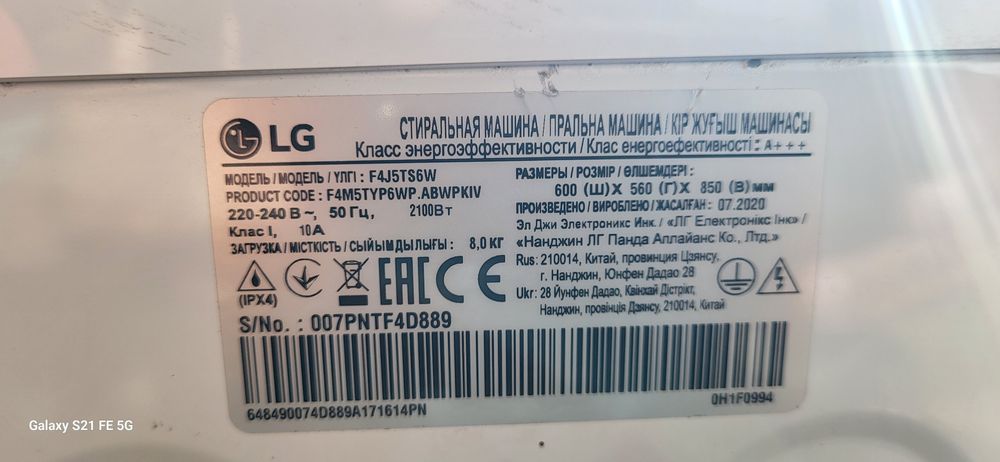 LG
СТИРАЛЬНАЯ МАШИНА / ПРАЛЬНА МАШИНА / КІР ЖУҒЫШ МАШИНАСЫ
Класс энергоэффективности / Клас енергоефективності: A+++
МОДЕЛЬ / МОДЕЛЬ / ҮЛГІ : F4J5TS6W
PRODUCT CODE : F4M5TYP6WP.ABWPKIV
220-240 В ~, 50 Гц, 2100Вт
Клас I, 10А
ЗАГРУЗКА / МІСТКІСТЬ / СЫЙЫМДЫЛЫҒЫ : 8,0 КГ
(IPX4)
EAC CE
РАЗМЕРЫ / РОЗМІР / ӨЛШЕМДЕРІ :
600 (Ш) X 560 (Г) X 850 (В) мм
ПРОИЗВЕДЕНО / ВИРОБЛЕНО / ЖАСАЛҒАН : 07.2020
Эл Джи Электроникс Инк. / «ЛГ Електронікс Інк» /
«Нанджин ЛГ Панда Аллайанс Ко., Лтд.»
Rus: 210014, Китай, провинция Цзянсу,
г. Нанджин, Юнфен Дадао 28
Ukr: 28 Йунфен Дадао, Квінхай Дістрікт,
Нанджин, провінція Дзянсу, 210014, Китай
S/No. : 007PNTF4D889
648490074D889A171614PN
0H1F0994
Galaxy S21 FE 5G